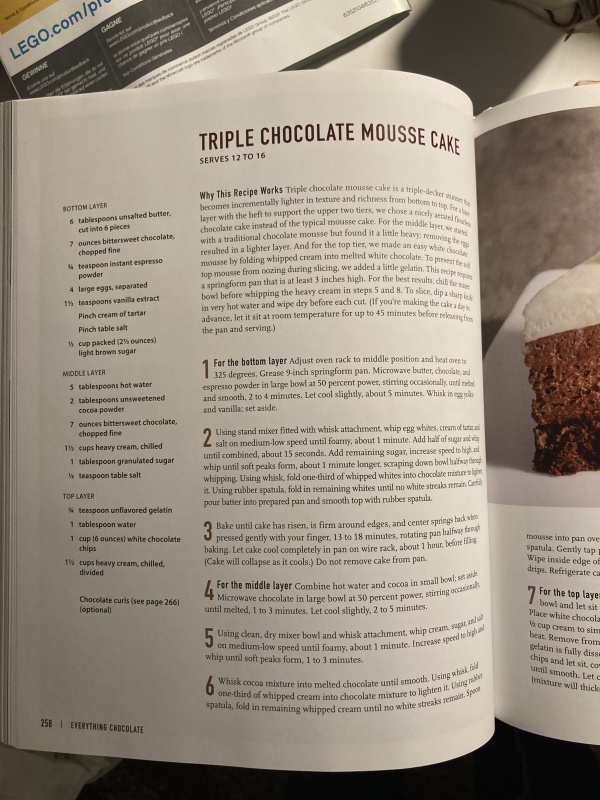 LEGO.com/pro
GAGNE
GEWINNE
TRIPLE CHOCOLATE MOUSSE CAKE
SERVES 12 TO 16
BOTTOM LAYER
6 tablespoons unsalted butter,
cut into 6 pieces
7 ounces bittersweet chocolate,
chopped fine
¾ teaspoon instant espresso
powder
4 large eggs, separated
1½ teaspoons vanilla extract
Pinch cream of tartar
Pinch table salt
⅓ cup packed (2⅓ ounces)
light brown sugar
MIDDLE LAYER
5 tablespoons hot water
2 tablespoons unsweetened
cocoa powder
7 ounces bittersweet chocolate,
chopped fine
1½ cups heavy cream, chilled
1 tablespoon granulated sugar
⅛ teaspoon table salt
TOP LAYER
¾ teaspoon unflavored gelatin
1 tablespoon water
1 cup (6 ounces) white chocolate
chips
1½ cups heavy cream, chilled,
divided
Chocolate curls (see page 266)
(optional)
Why This Recipe Works Triple chocolate mousse cake is a triple-decker stunner that
becomes incrementally lighter in texture and richness from bottom to top. For a base
layer with the heft to support the upper two tiers, we chose a nicely aerated flourless
chocolate cake instead of the typical mousse cake. For the middle layer, we started
with a traditional chocolate mousse but found it a little heavy; removing the eggs
resulted in a lighter layer. And for the top tier, we made an easy white chocolate
mousse by folding whipped cream into melted white chocolate. To prevent the soft
top mousse from oozing during slicing, we added a little gelatin. This recipe requires
a springform pan that is at least 3 inches high. For the best results, chill the mixer
bowl before whipping the heavy cream in steps 5 and 8. To slice, dip a sharp knife
in very hot water and wipe dry before each cut. (If you're making the cake a day in
advance, let it sit at room temperature for up to 45 minutes before releasing from
the pan and serving.)
1 For the bottom layer Adjust oven rack to middle position and heat oven to
325 degrees. Grease 9-inch springform pan. Microwave butter, chocolate, and
espresso powder in large bowl at 50 percent power, stirring occasionally, until melted
and smooth, 2 to 4 minutes. Let cool slightly, about 5 minutes. Whisk in egg yolks
and vanilla; set aside.
2 Using stand mixer fitted with whisk attachment, whip egg whites, cream of tartar, and
salt on medium-low speed until foamy, about 1 minute. Add half of sugar and whip
until combined, about 15 seconds. Add remaining sugar, increase speed to high, and
whip until soft peaks form, about 1 minute longer, scraping down bowl halfway through
whipping. Using whisk, fold one-third of whipped whites into chocolate mixture to lighten
it. Using rubber spatula, fold in remaining whites until no white streaks remain. Carefully
pour batter into prepared pan and smooth top with rubber spatula.
3 Bake until cake has risen, is firm around edges, and center springs back when
pressed gently with your finger, 13 to 18 minutes, rotating pan halfway through
baking. Let cake cool completely in pan on wire rack, about 1 hour, before filling.
(Cake will collapse as it cools.) Do not remove cake from pan.
4 For the middle layer Combine hot water and cocoa in small bowl; set aside.
Microwave chocolate in large bowl at 50 percent power, stirring occasionally,
until melted, 1 to 3 minutes. Let cool slightly, 2 to 5 minutes.
5 Using clean, dry mixer bowl and whisk attachment, whip cream, sugar, and salt
on medium-low speed until foamy, about 1 minute. Increase speed to high and
whip until soft peaks form, 1 to 3 minutes.
6 Whisk cocoa mixture into melted chocolate until smooth. Using whisk, fold
one-third of whipped cream into chocolate mixture to lighten it. Using rubber
spatula, fold in remaining whipped cream until no white streaks remain. Spoon
258 | EVERYTHING CHOCOLATE
mousse into pan ove
spatula. Gently tap p
Wipe inside edge of
drips. Refrigerate ca
7 For the top laye
bowl and let sit
Place white chocola
½ cup cream to sim
heat. Remove from
gelatin is fully disso
chips and let sit, co
until smooth. Let c
(mixture will thick